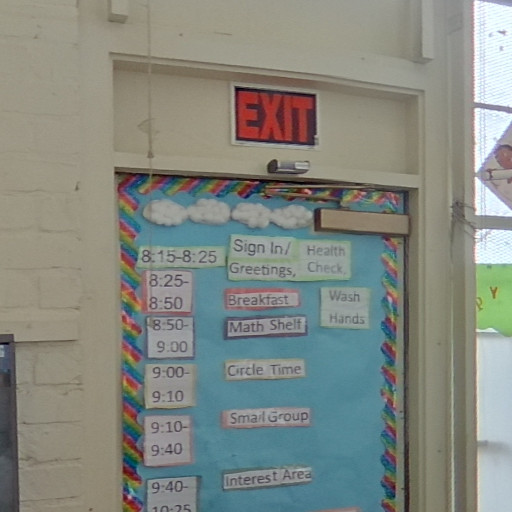 EXIT
8:15-8:25 Sign In/ Health
Greetings, Check,
8:25-
8:50 Breakfast Wash
Hands
8:50-
9:00 Math Shelf
9:00-
9:10 Circle Time
9:10-
9:40 Small Group
9:40-
10:25 Interest Area